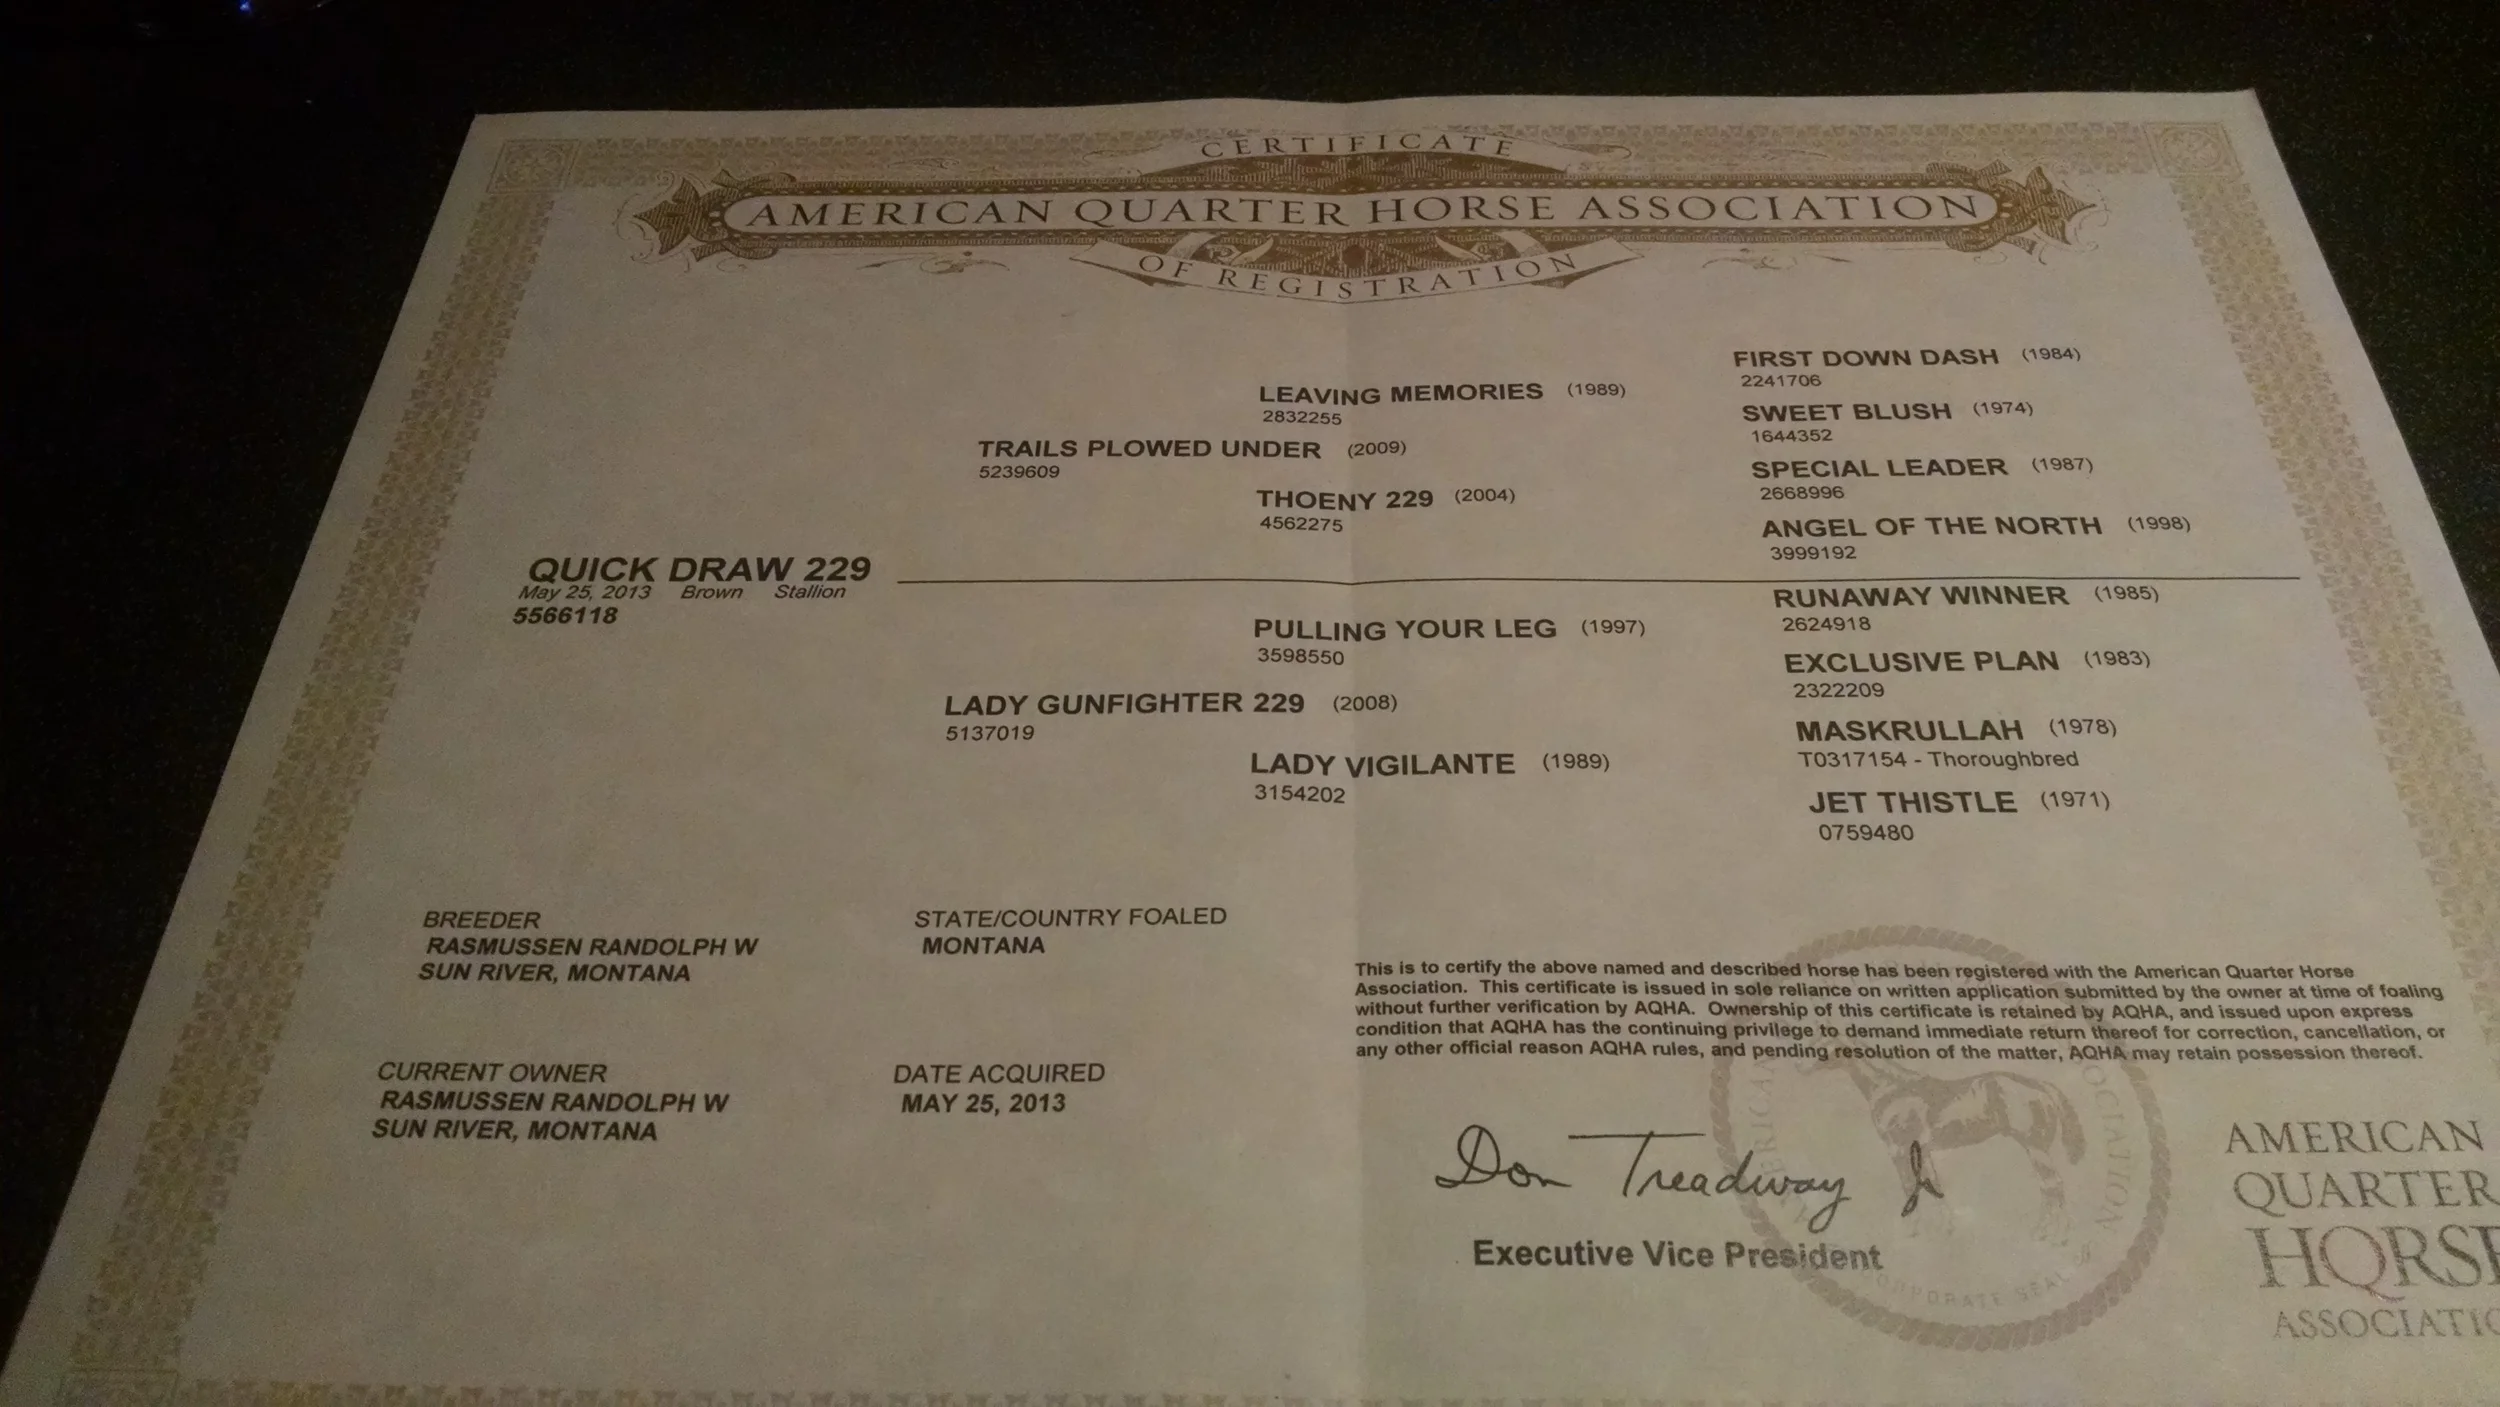 CERTIFICATE
AMERICAN QUARTER HORSE ASSOCIATION
OF REGISTRATION
FIRST DOWN DASH (1984)
2241706
LEAVING MEMORIES (1989)
2832255
SWEET BLUSH (1974)
1644352
TRAILS PLOWED UNDER (2009)
5239609
SPECIAL LEADER (1987)
2668996
THOENY 229 (2004)
4562275
ANGEL OF THE NORTH (1998)
3999192
QUICK DRAW 229
May 25, 2013 Brown Stallion
5566118
RUNAWAY WINNER (1985)
2624918
PULLING YOUR LEG (1997)
3598550
EXCLUSIVE PLAN (1983)
2322209
LADY GUNFIGHTER 229 (2008)
5137019
MASKRULLAH (1978)
T0317154 - Thoroughbred
LADY VIGILANTE (1989)
3154202
JET THISTLE (1971)
0759480
BREEDER
RASMUSSEN RANDOLPH W
SUN RIVER, MONTANA
STATE/COUNTRY FOALED
MONTANA
CURRENT OWNER
RASMUSSEN RANDOLPH W
SUN RIVER, MONTANA
DATE ACQUIRED
MAY 25, 2013
This is to certify the above named and described horse has been registered with the American Quarter Horse
Association. This certificate is issued in sole reliance on written application submitted by the owner at time of foaling
without further verification by AQHA. Ownership of this certificate is retained by AQHA, and issued upon express
condition that AQHA has the continuing privilege to demand immediate return thereof for correction, cancellation, or
any other official reason AQHA rules, and pending resolution of the matter, AQHA may retain possession thereof.
Don Treadway Jr
Executive Vice President
CORPORATE SEAL
AMERICAN
QUARTER
HORSE